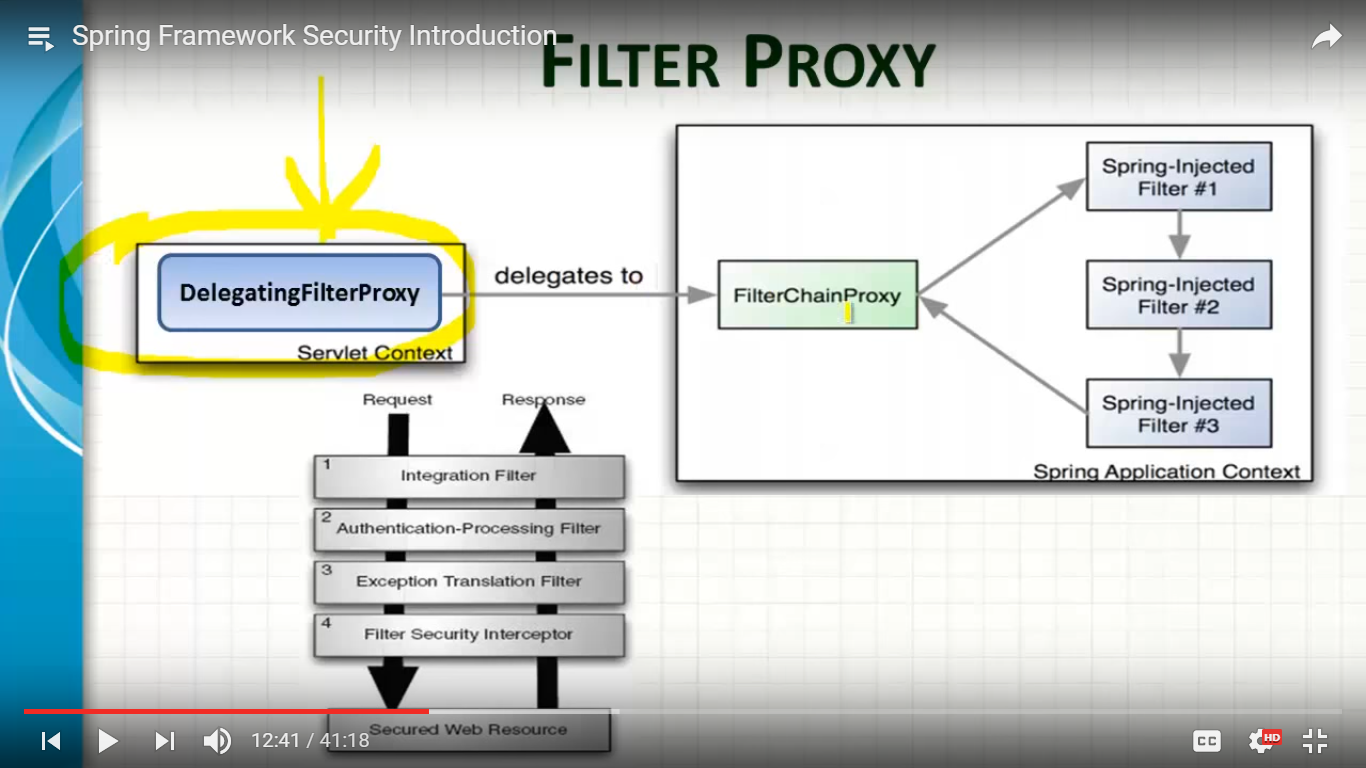 Spring Framework Security Introduction
FILTER PROXY
DelegatingFilterProxy
Servlet Context
delegates to
FilterChainProxy
Spring-Injected
Filter #1
Spring-Injected
Filter #2
Spring-Injected
Filter #3
Spring Application Context
Request
Response
1
Integration Filter
2
Authentication-Processing Filter
3
Exception Translation Filter
4
Filter Security Interceptor
Secured Web Resource
12:41 / 41:18
CC
HD